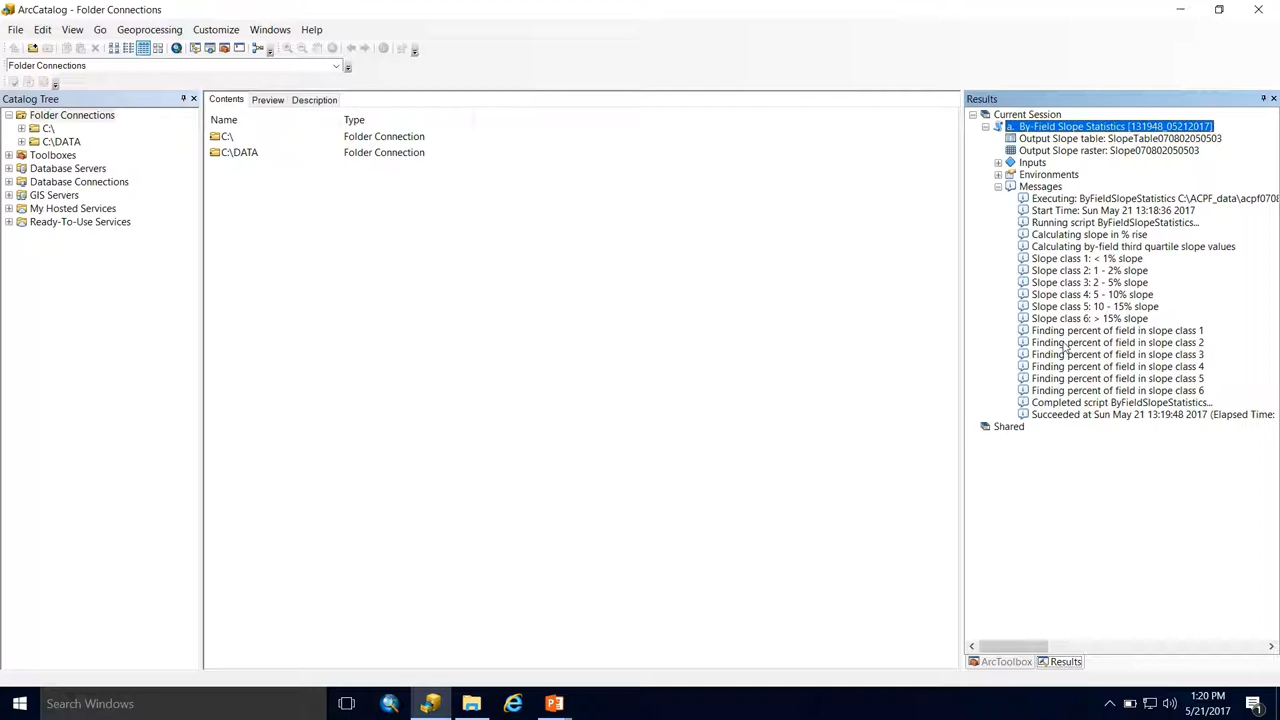 ArcCatalog - Folder Connections
File Edit View Go Geoprocessing Customize Windows Help
Folder Connections
Catalog Tree
Folder Connections
C:\
C:\DATA
Toolboxes
Database Servers
Database Connections
GIS Servers
My Hosted Services
Ready-To-Use Services
Contents Preview Description
Name Type
C:\ Folder Connection
C:\DATA Folder Connection
Results
Current Session
a. By-Field Slope Statistics [131948_05212017]
Output Slope table: SlopeTable070802050503
Output Slope raster: Slope070802050503
Inputs
Environments
Messages
Executing: ByFieldSlopeStatistics C:\ACPF_data\acpf0708
Start Time: Sun May 21 13:18:36 2017
Running script ByFieldSlopeStatistics...
Calculating slope in % rise
Calculating by-field third quartile slope values
Slope class 1: < 1% slope
Slope class 2: 1 - 2% slope
Slope class 3: 2 - 5% slope
Slope class 4: 5 - 10% slope
Slope class 5: 10 - 15% slope
Slope class 6: > 15% slope
Finding percent of field in slope class 1
Finding percent of field in slope class 2
Finding percent of field in slope class 3
Finding percent of field in slope class 4
Finding percent of field in slope class 5
Finding percent of field in slope class 6
Completed script ByFieldSlopeStatistics...
Succeeded at Sun May 21 13:19:48 2017 (Elapsed Time:
Shared
ArcToolbox Results
Search Windows
1:20 PM
5/21/2017
1